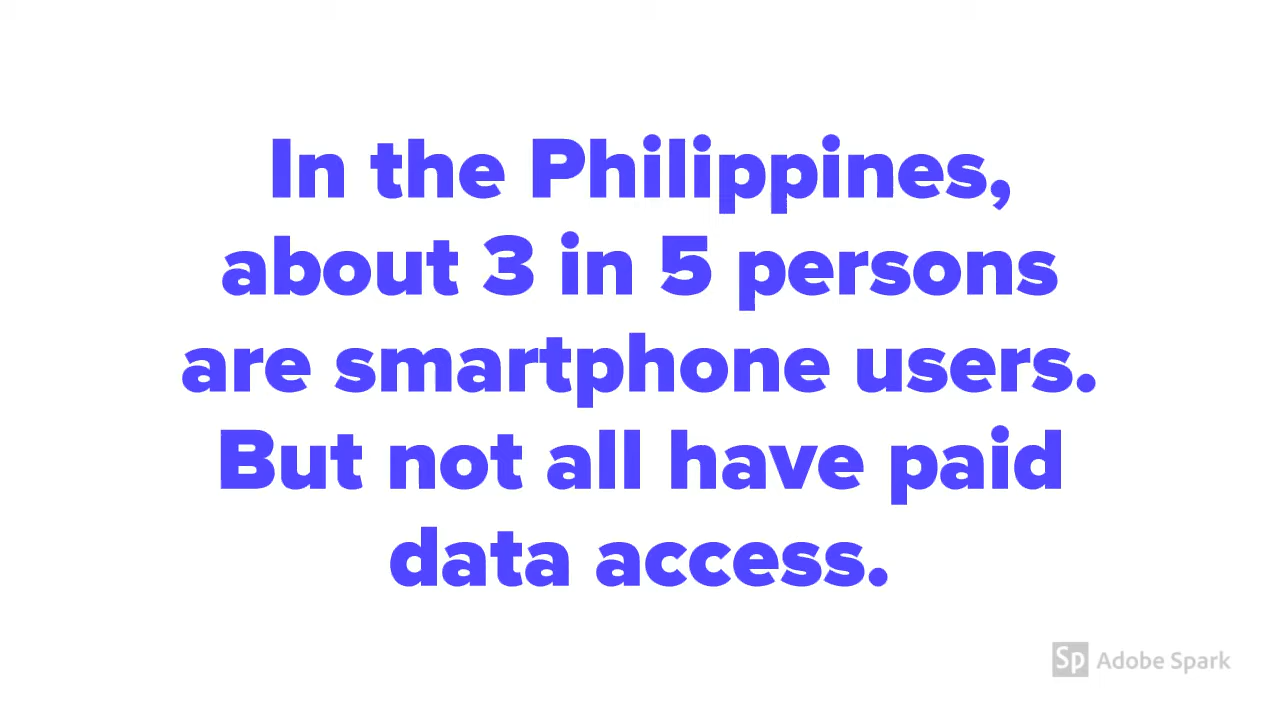 In the Philippines,
about 3 in 5 persons
are smartphone users.
But not all have paid
data access.
Sp Adobe Spark